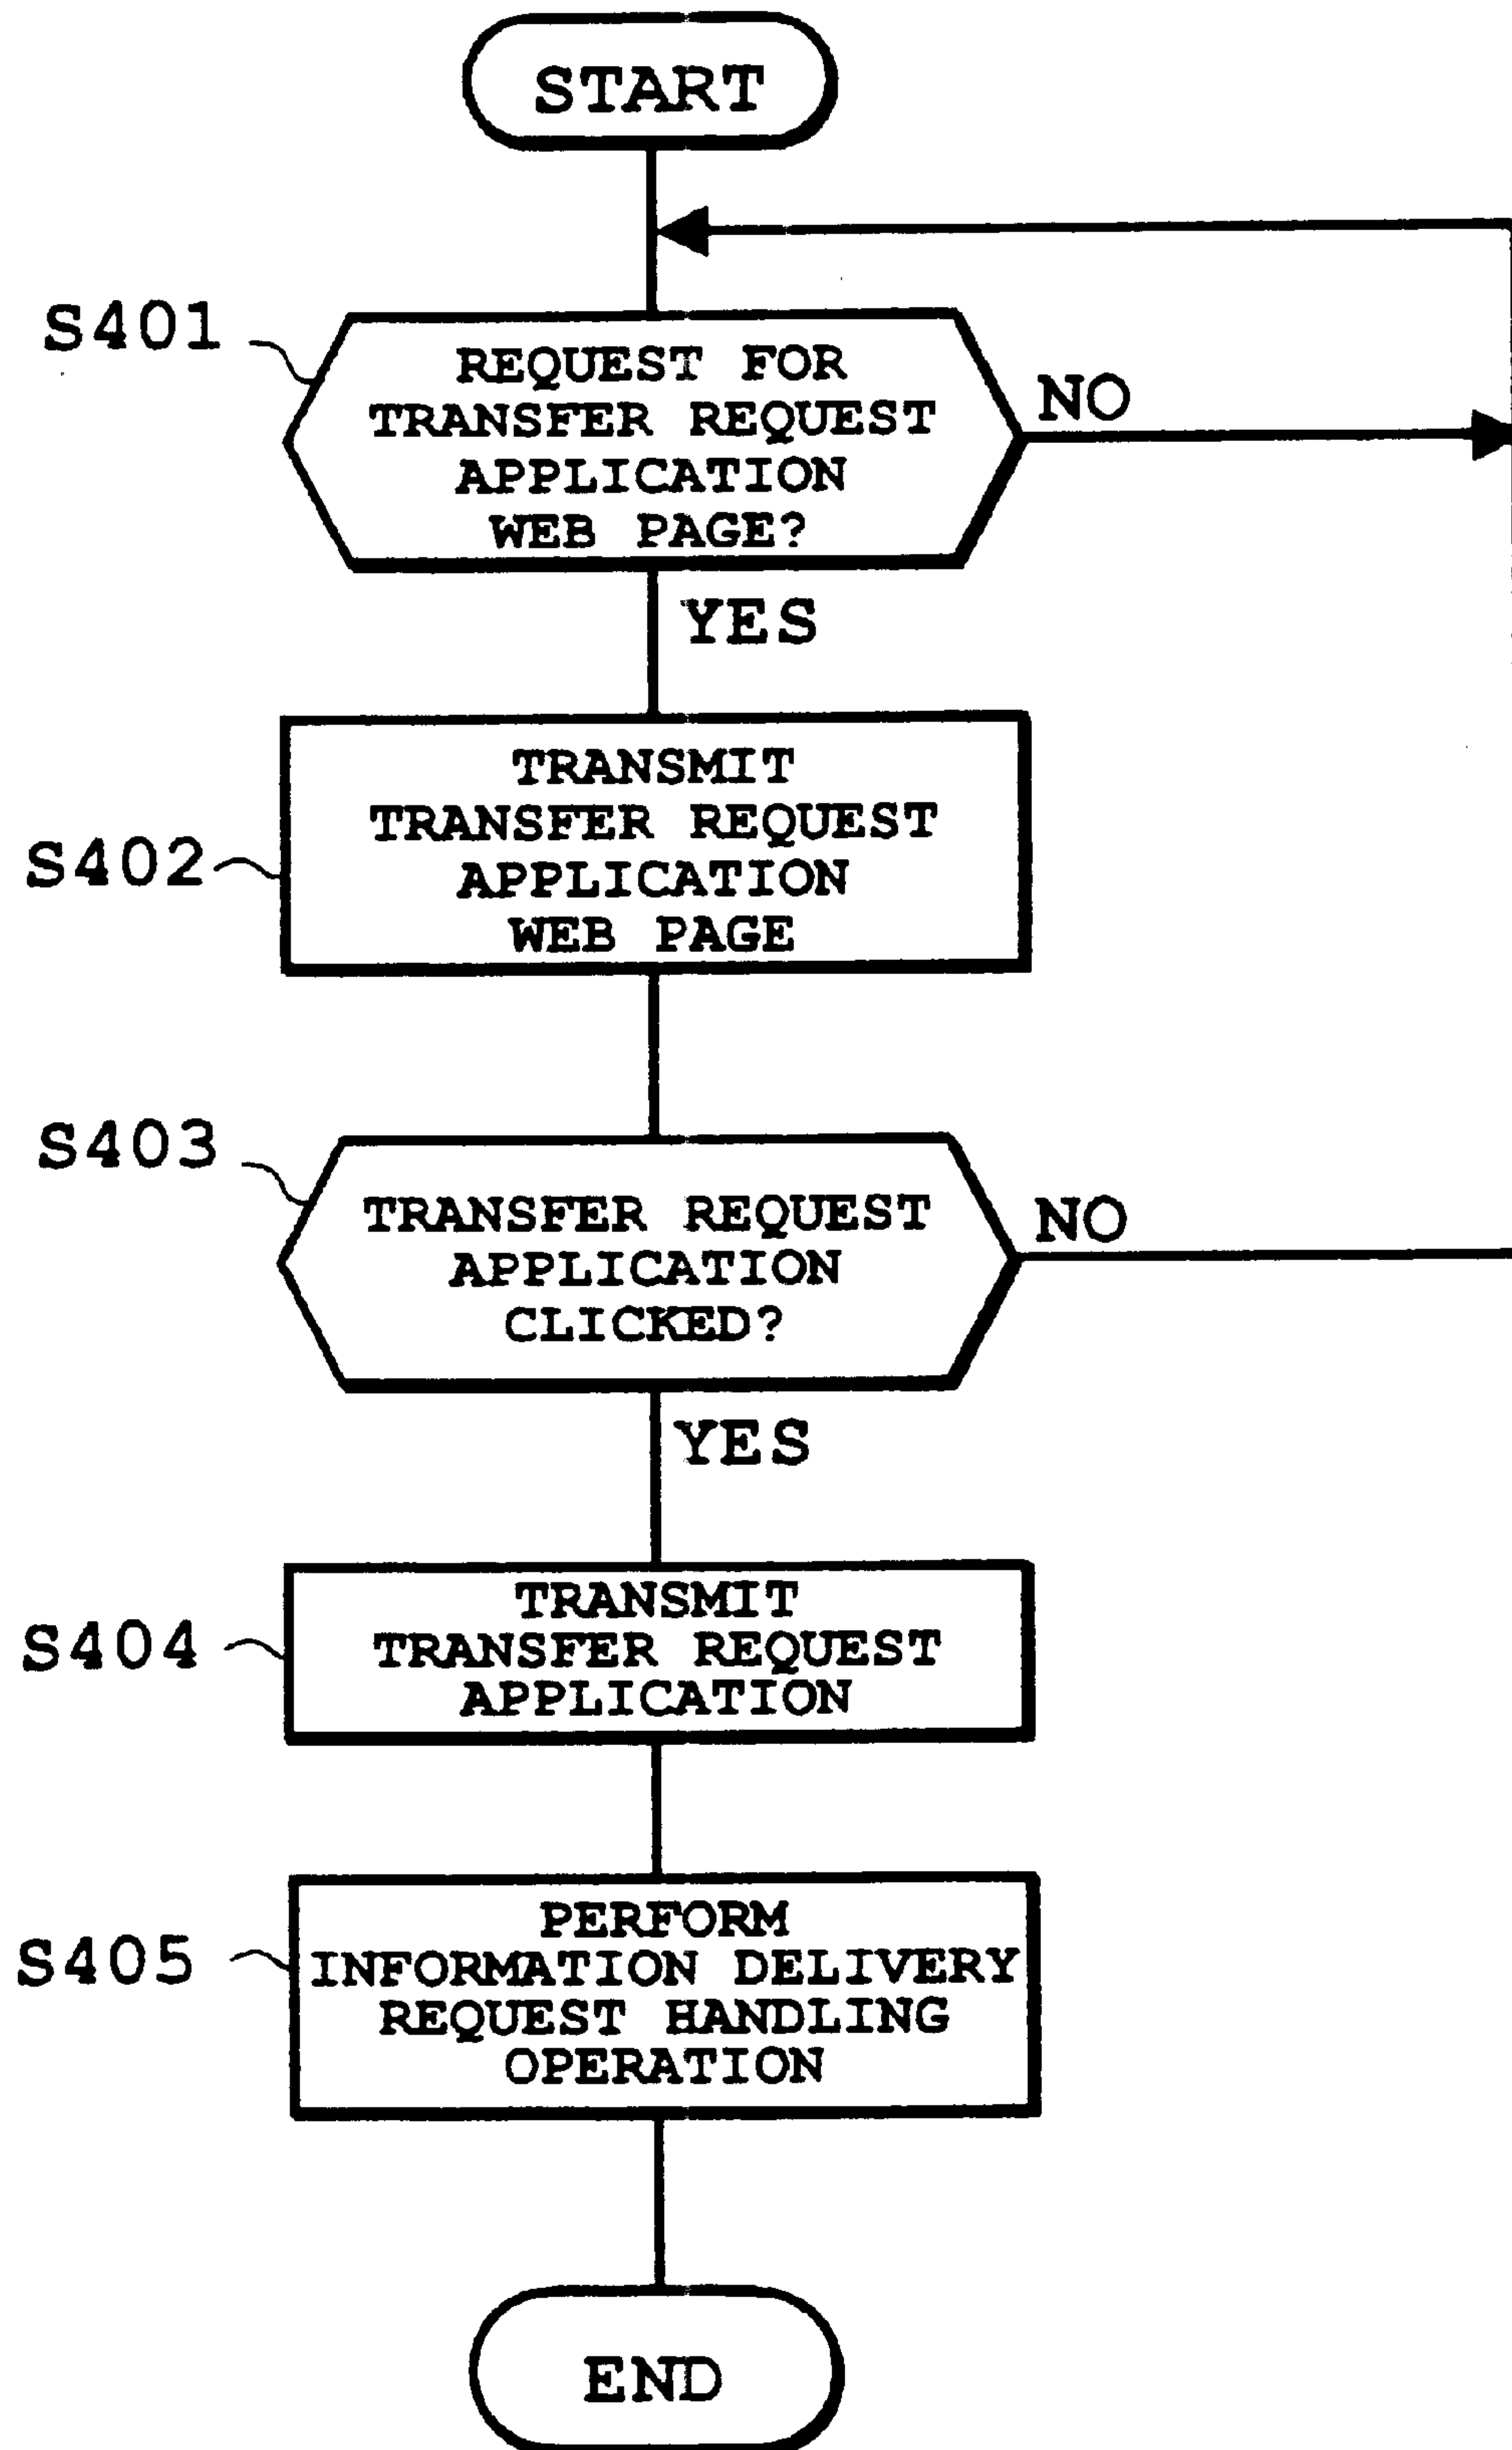 START
S401
REQUEST FOR
TRANSFER REQUEST
APPLICATION
WEB PAGE?
NO
YES
S402
TRANSMIT
TRANSFER REQUEST
APPLICATION
WEB PAGE
S403
TRANSFER REQUEST
APPLICATION
CLICKED?
NO
YES
S404
TRANSMIT
TRANSFER REQUEST
APPLICATION
S405
PERFORM
INFORMATION DELIVERY
REQUEST HANDLING
OPERATION
END